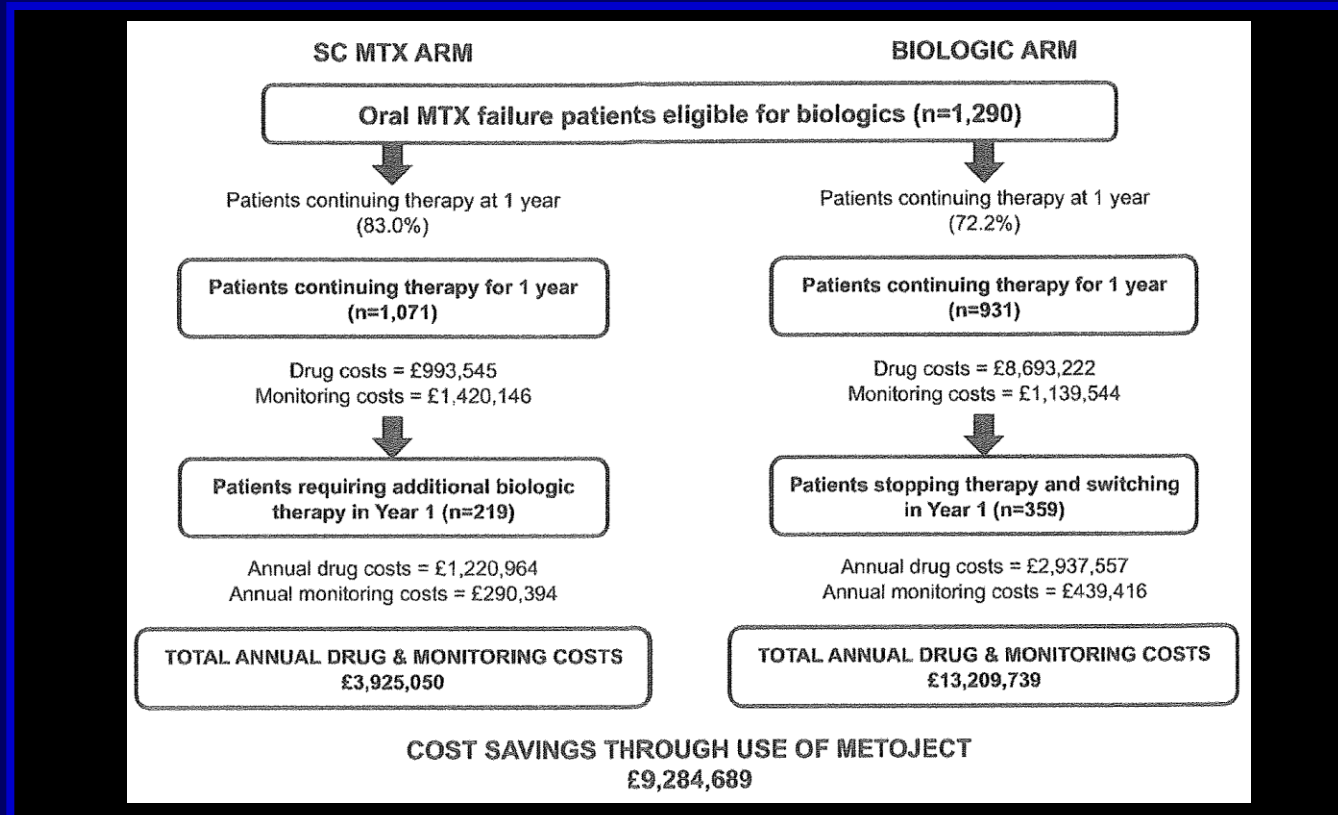 SC MTX ARM
BIOLOGIC ARM
Oral MTX failure patients eligible for biologics (n=1,290)
Patients continuing therapy at 1 year
(83.0%)
Patients continuing therapy for 1 year
(n=1,071)
Drug costs = £993,545
Monitoring costs = £1,420,146
Patients requiring additional biologic
therapy in Year 1 (n=219)
Annual drug costs = £1,220,964
Annual monitoring costs = £290,394
TOTAL ANNUAL DRUG & MONITORING COSTS
£3,925,050
Patients continuing therapy at 1 year
(72.2%)
Patients continuing therapy for 1 year
(n=931)
Drug costs = £8,693,222
Monitoring costs = £1,139,544
Patients stopping therapy and switching
in Year 1 (n=359)
Annual drug costs = £2,937,557
Annual monitoring costs = £439,416
TOTAL ANNUAL DRUG & MONITORING COSTS
£13,209,739
COST SAVINGS THROUGH USE OF METOJECT
£9,284,689